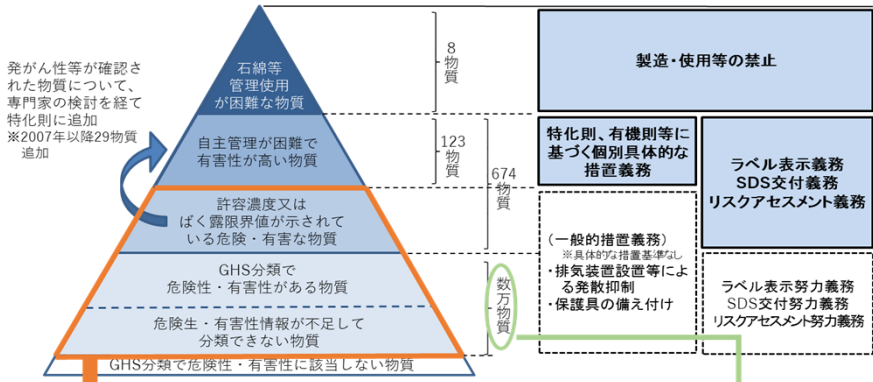 発がん性等が確認さ
れた物質について、
専門家の検討を経て
特化則に追加
※2007年以降29物質
追加
石綿等
管理使用
が困難な物質
自主管理が困難で
有害性が高い物質
許容濃度又は
ばく露限界値が示されて
いる危険・有害な物質
GHS分類で
危険性・有害性がある物質
危険生・有害性情報が不足して
分類できない物質
GHS分類で危険性・有害性に該当しない物質
8物質
123物質
674物質
数万物質
製造・使用等の禁止
特化則、有機則等に
基づく個別具体的な
措置義務
ラベル表示義務
SDS交付義務
リスクアセスメント義務
(一般的措置義務)
※具体的な措置基準なし
・排気装置設置等によ
る発散抑制
・保護具の備え付け
ラベル表示努力義務
SDS交付努力義務
リスクアセスメント努力義務